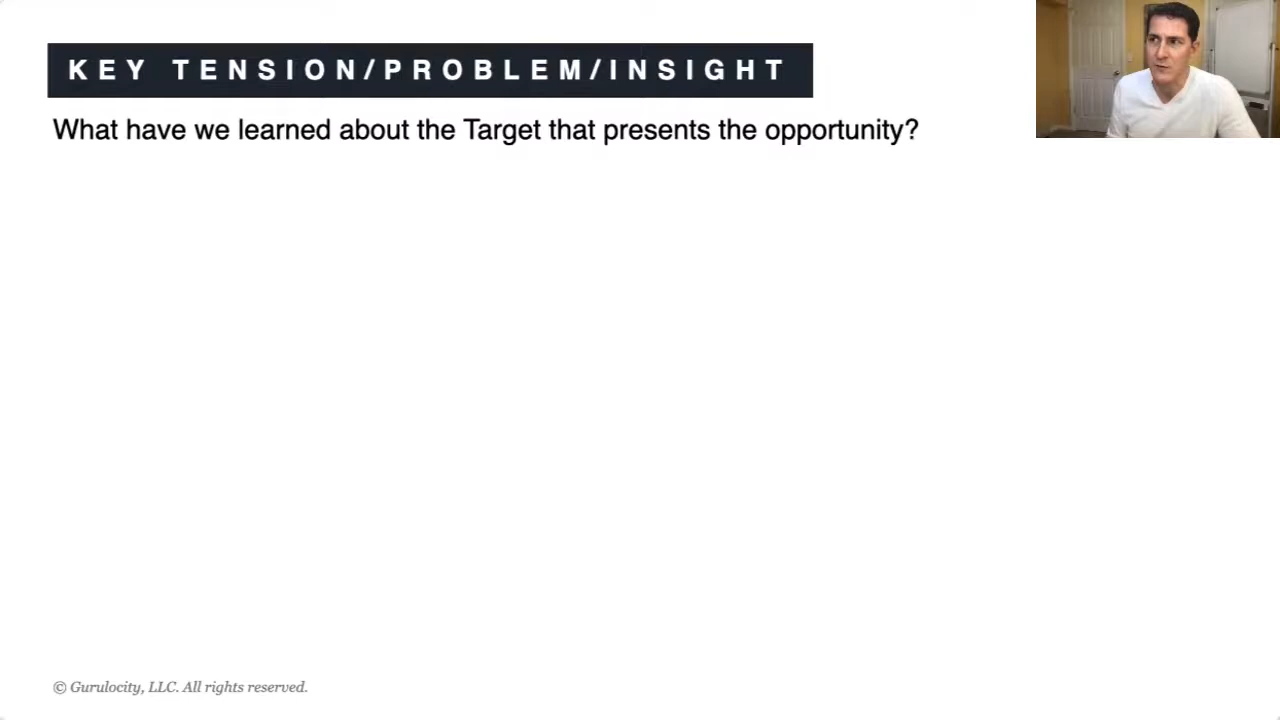 KEY TENSION/PROBLEM/INSIGHT
What have we learned about the Target that presents the opportunity?
© Gurulocity, LLC. All rights reserved.